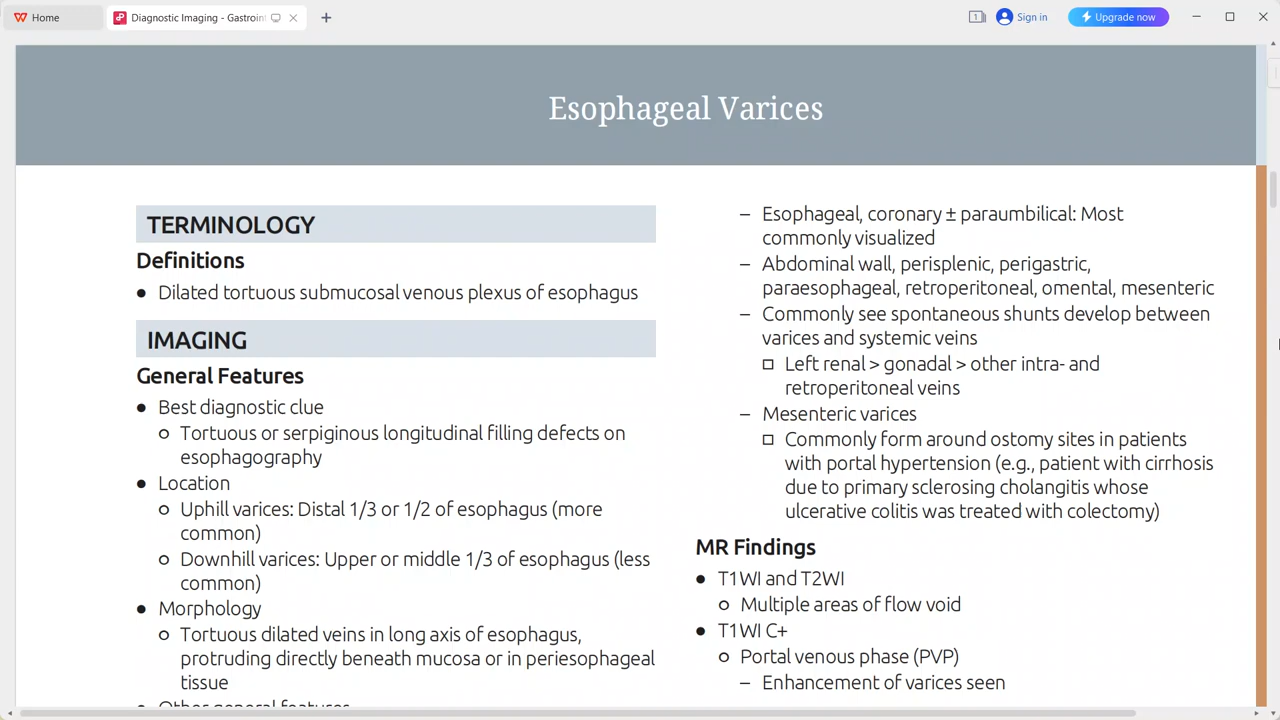 Home
Diagnostic Imaging - Gastroint
1
Sign in
Upgrade now
Esophageal Varices
TERMINOLOGY
Definitions
● Dilated tortuous submucosal venous plexus of esophagus
IMAGING
General Features
● Best diagnostic clue
○ Tortuous or serpiginous longitudinal filling defects on
esophagography
● Location
○ Uphill varices: Distal 1/3 or 1/2 of esophagus (more
common)
○ Downhill varices: Upper or middle 1/3 of esophagus (less
common)
● Morphology
○ Tortuous dilated veins in long axis of esophagus,
protruding directly beneath mucosa or in periesophageal
tissue
Other general features
– Esophageal, coronary ± paraumbilical: Most
commonly visualized
– Abdominal wall, perisplenic, perigastric,
paraesophageal, retroperitoneal, omental, mesenteric
– Commonly see spontaneous shunts develop between
varices and systemic veins
□ Left renal > gonadal > other intra- and
retroperitoneal veins
– Mesenteric varices
□ Commonly form around ostomy sites in patients
with portal hypertension (e.g., patient with cirrhosis
due to primary sclerosing cholangitis whose
ulcerative colitis was treated with colectomy)
MR Findings
● T1WI and T2WI
○ Multiple areas of flow void
● T1WI C+
○ Portal venous phase (PVP)
– Enhancement of varices seen